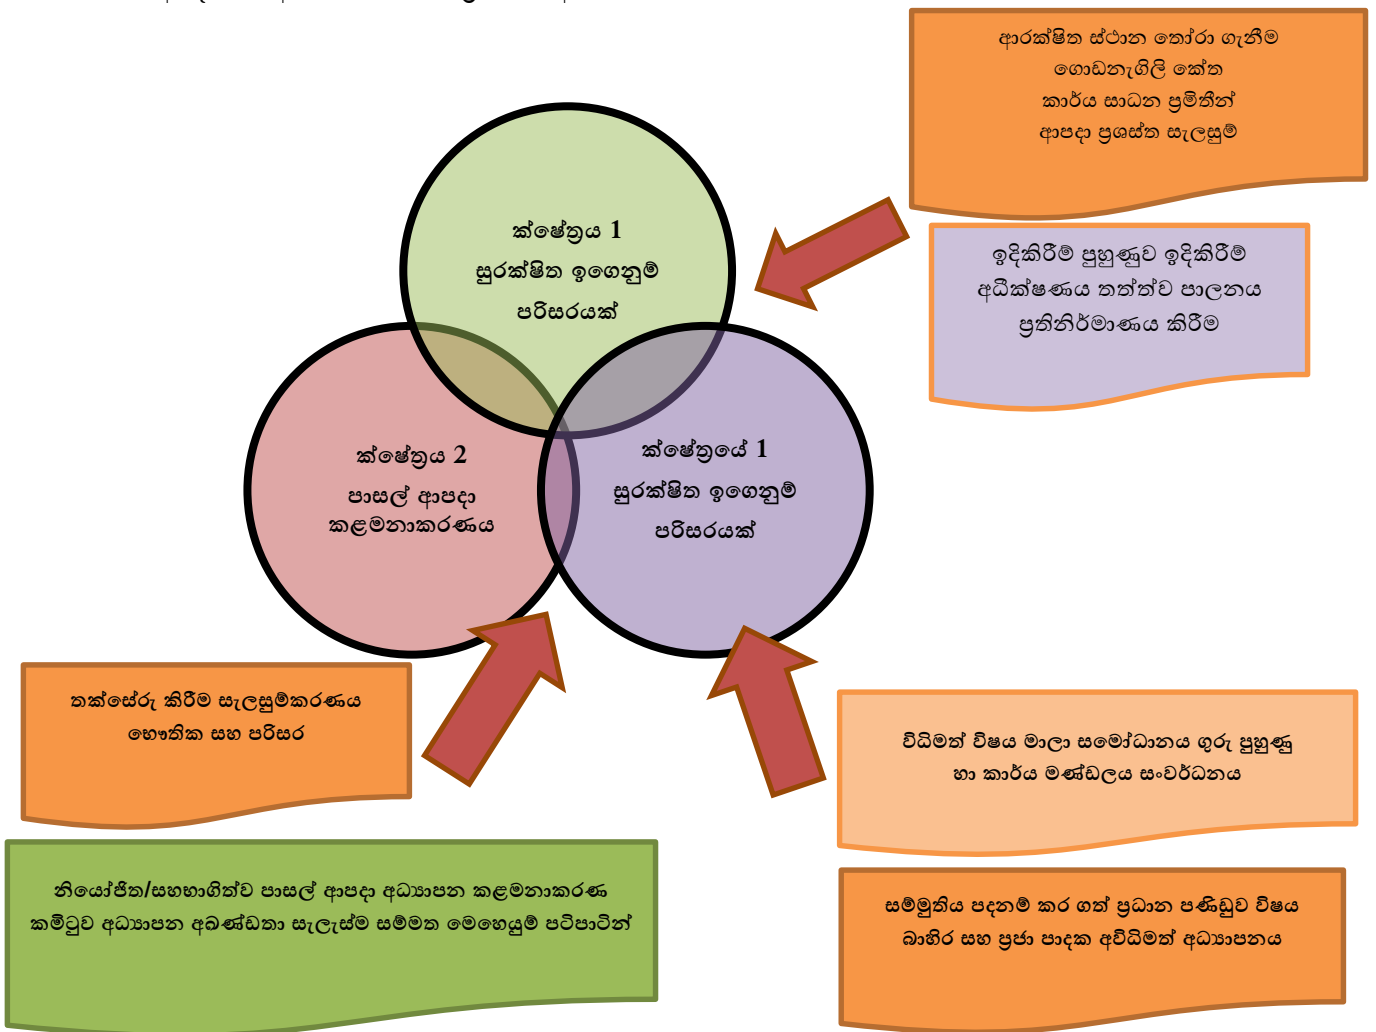 ආරක්ෂිත ස්ථාන තෝරා ගැනීම
ගොඩනැගිලි කේත
කාර්ය සාධන ප්‍රමිතීන්
ආපදා ප්‍රශස්ත සැලසුම්
ඉදිකිරීම් පුහුණුව ඉදිකිරීම්
අධීක්ෂණය තත්ත්ව පාලනය
ප්‍රතිනිර්මාණය කිරීම
ක්ෂේත්‍රය 1
සුරක්ෂිත ඉගෙනුම්
පරිසරයක්
ක්ෂේත්‍රය 2
පාසල් ආපදා
කළමනාකරණය
ක්ෂේත්‍රයේ 1
සුරක්ෂිත ඉගෙනුම්
පරිසරයක්
තක්සේරු කිරීම සැලසුම්කරණය
භෞතික සහ පරිසර
නියෝජිත/සහභාගිත්ව පාසල් ආපදා අධ්‍යාපන කළමනාකරණ
කමිටුව අධ්‍යාපන අඛණ්ඩතා සැලැස්ම සම්මත මෙහෙයුම් පටිපාටීන්
විධිමත් විෂය මාලා සමෝධානය ගුරු පුහුණු
හා කාර්ය මණ්ඩලය සංවර්ධනය
සම්මුතිය පදනම් කර ගත් ප්‍රධාන පණිඩුව විෂය
බාහිර සහ ප්‍රජා පාදක අවිධිමත් අධ්‍යාපනය